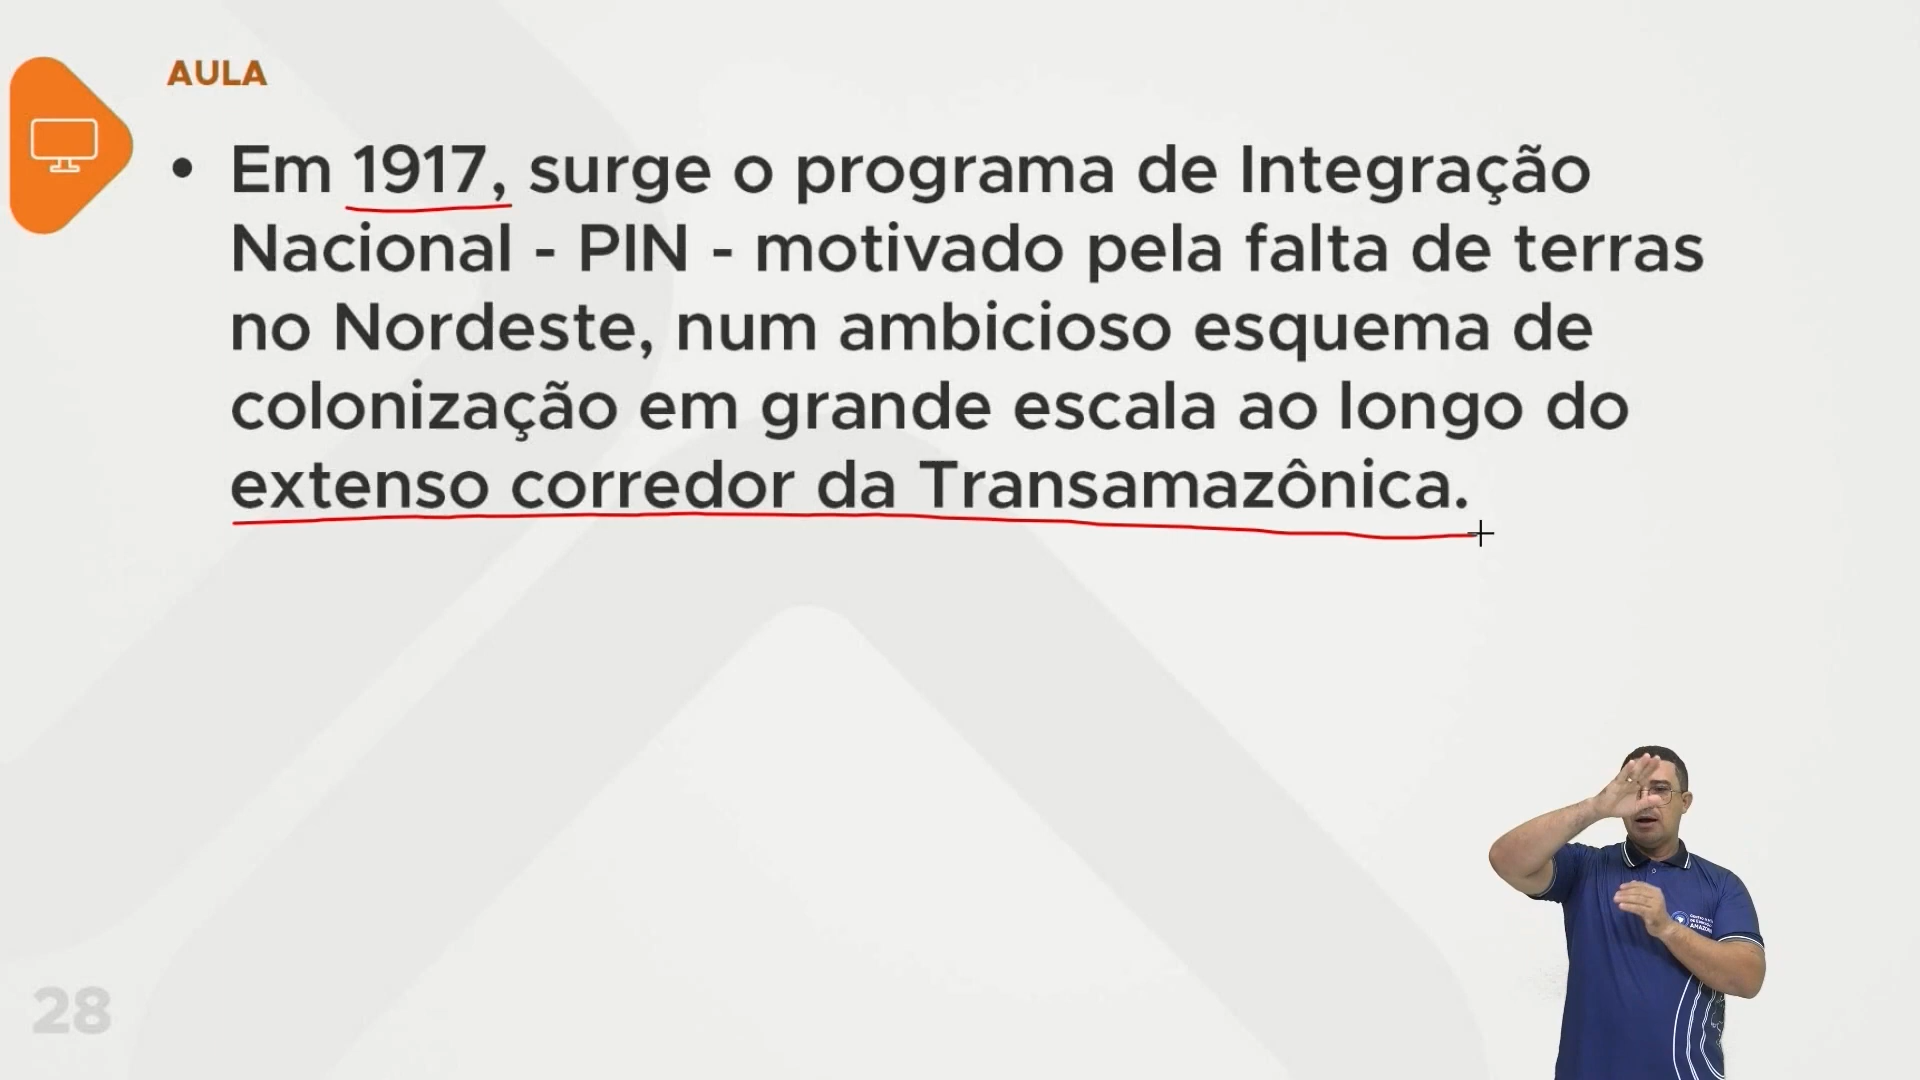 AULA
• Em 1917, surge o programa de Integração
Nacional - PIN - motivado pela falta de terras
no Nordeste, num ambicioso esquema de
colonização em grande escala ao longo do
extenso corredor da Transamazônica.
28